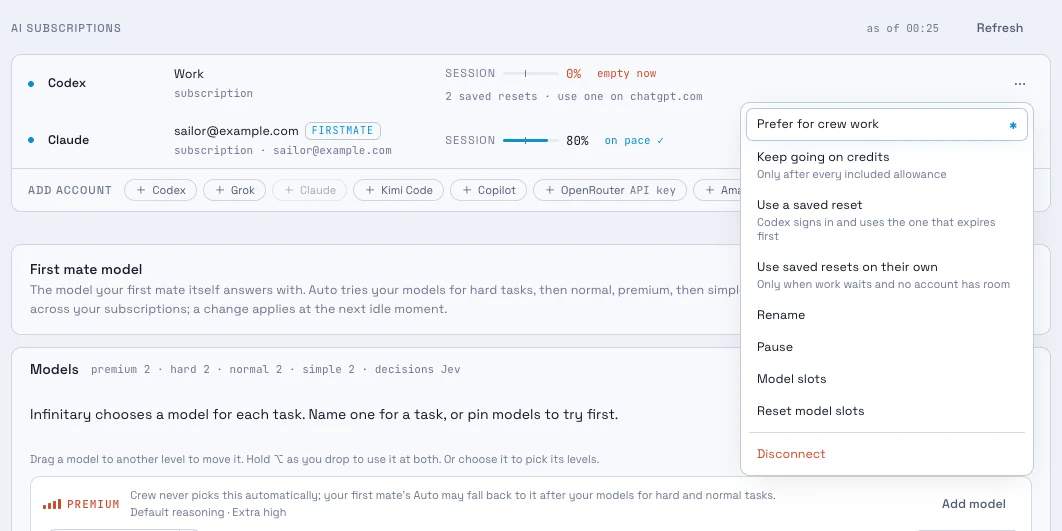 AI SUBSCRIPTIONS
as of 00:25
Refresh
Codex
Work
subscription
SESSION 0% empty now
2 saved resets · use one on chatgpt.com
...
Claude
sailor@example.com FIRSTMATE
subscription · sailor@example.com
SESSION 80% on pace ✓
ADD ACCOUNT + Codex + Grok + Claude + Kimi Code + Copilot + OpenRouter API key +
Prefer for crew work *
Keep going on credits
Only after every included allowance
Use a saved reset
Codex signs in and uses the one that expires
first
Use saved resets on their own
Only when work waits and no account has room
Rename
Pause
Model slots
Reset model slots
Disconnect
First mate model
The model your first mate itself answers with. Auto tries your models for hard tasks, then normal, premium, then simpl
across your subscriptions; a change applies at the next idle moment.
Models premium 2 · hard 2 · normal 2 · simple 2 · decisions Jev
Infinitary chooses a model for each task. Name one for a task, or pin models to try first.
Drag a model to another level to move it. Hold ⌥ as you drop to use it at both. Or choose it to pick its levels.
PREMIUM
Crew never picks this automatically; your first mate's Auto may fall back to it after your models for hard and normal tasks.
Default reasoning · Extra high
Add model